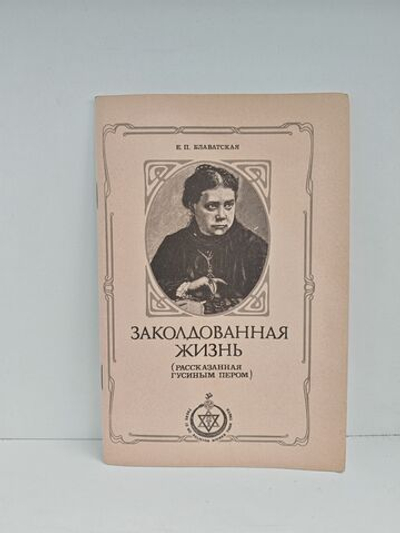 Е. П. БЛАВАТСКАЯ
ЗАКОЛДОВАННАЯ
ЖИЗНЬ
(РАССКАЗАННАЯ
ГУСИНЫМ ПЕРОМ)